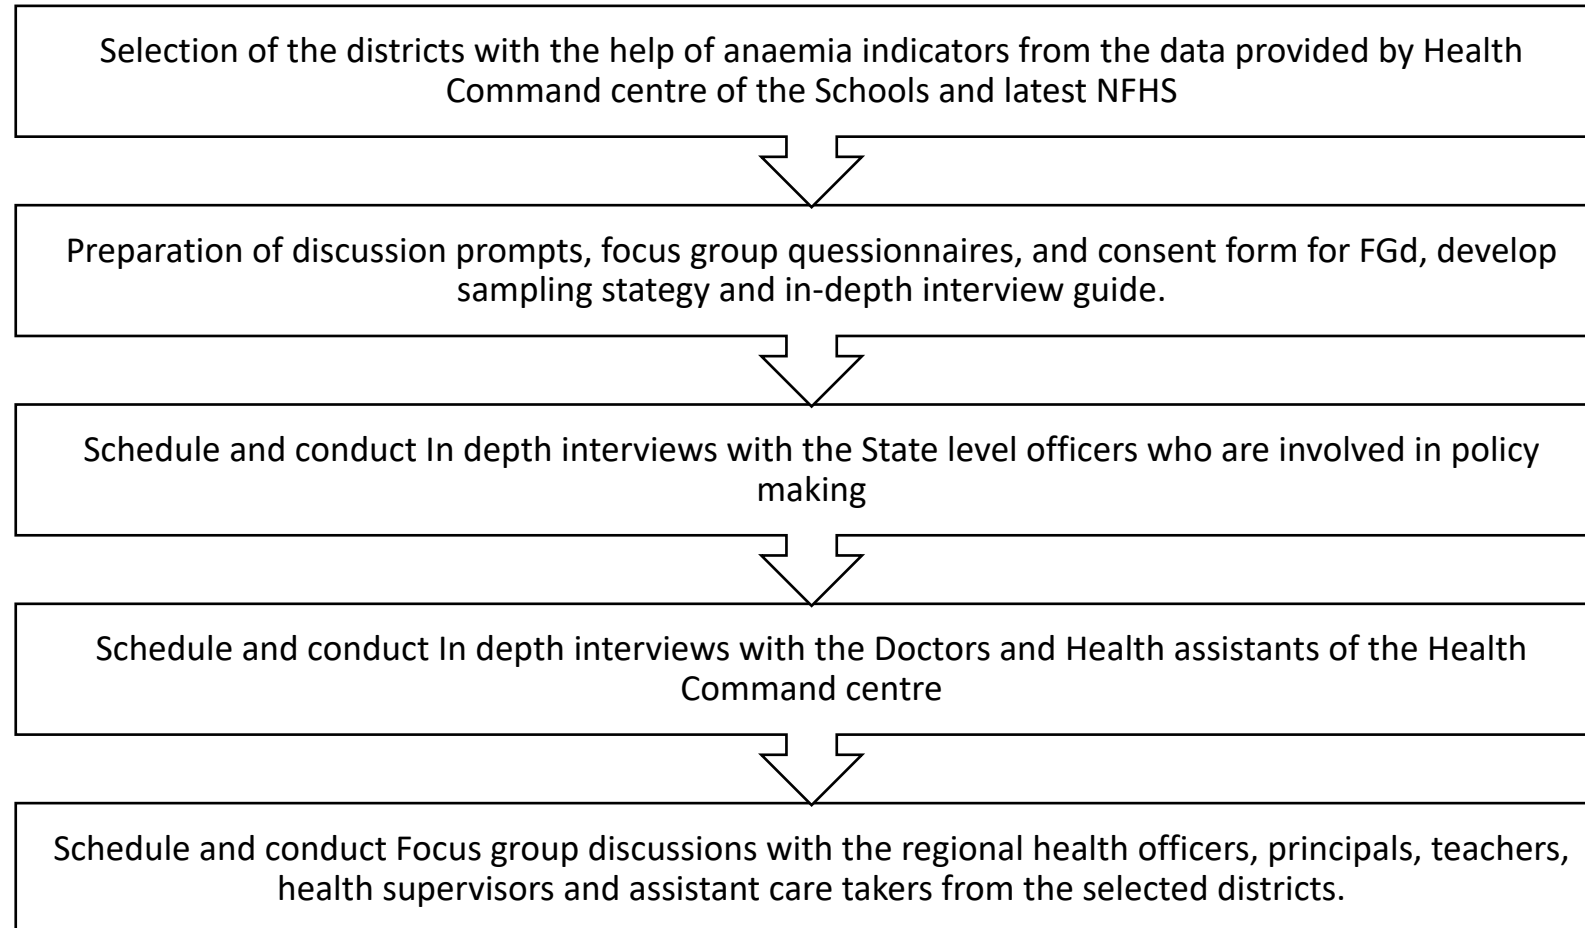 Selection of the districts with the help of anaemia indicators from the data provided by Health
Command centre of the Schools and latest NFHS
Preparation of discussion prompts, focus group quessionnaires, and consent form for FGd, develop
sampling stategy and in-depth interview guide.
Schedule and conduct In depth interviews with the State level officers who are involved in policy
making
Schedule and conduct In depth interviews with the Doctors and Health assistants of the Health
Command centre
Schedule and conduct Focus group discussions with the regional health officers, principals, teachers,
health supervisors and assistant care takers from the selected districts.